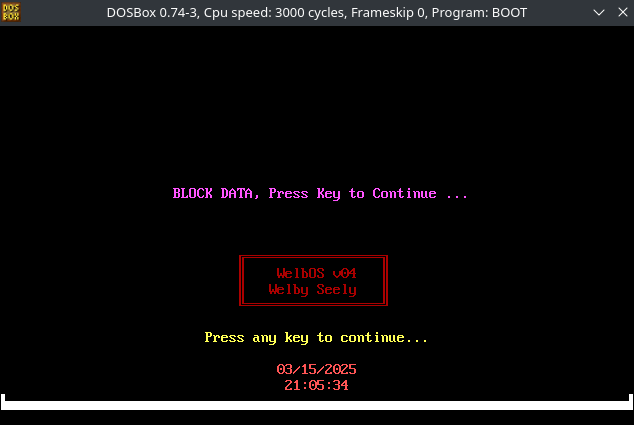 DOS
BOX
DOSBox 0.74-3, Cpu speed: 3000 cycles, Frameskip 0, Program: BOOT
BLOCK DATA, Press Key to Continue ...
WelbOS v04
Welby Seely
Press any key to continue...
03/15/2025
21:05:34